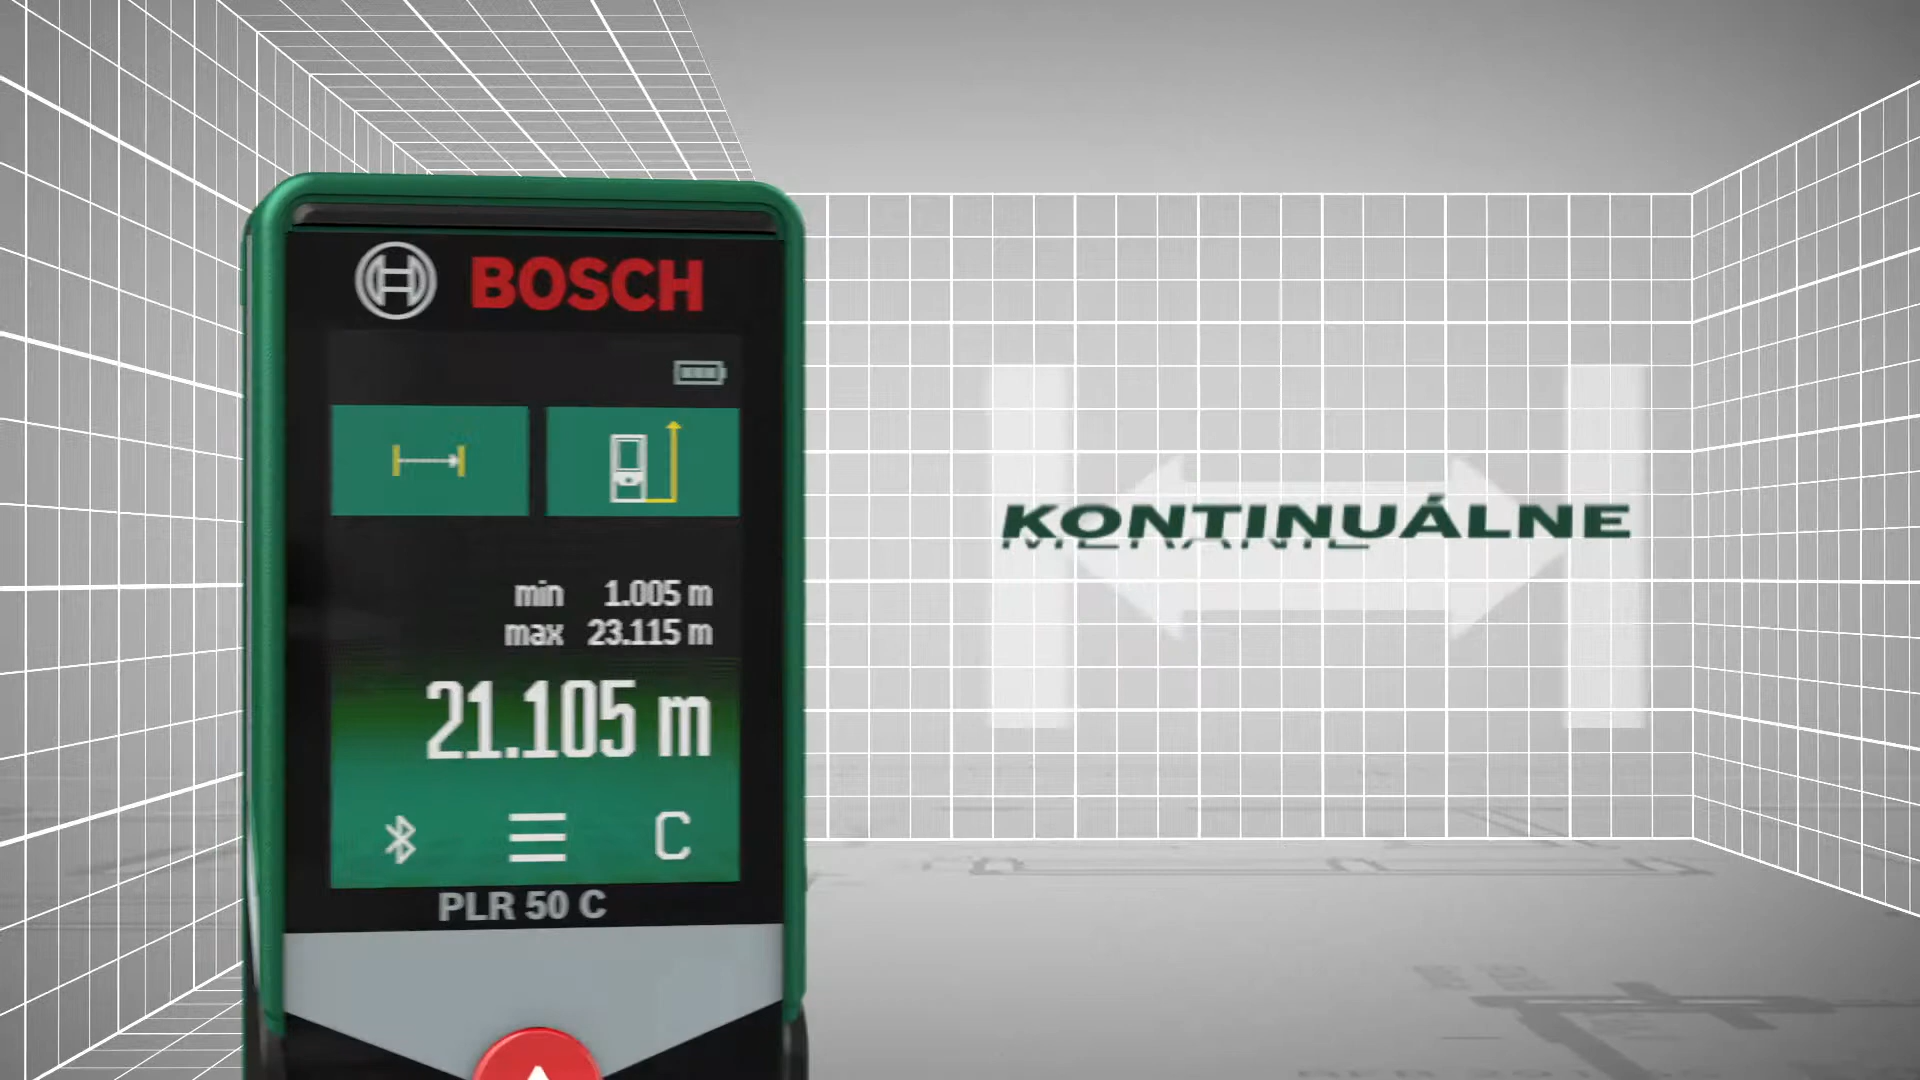 BOSCH
min 1.005 m
max 23.115 m
21.105 m
C
PLR 50 C
KONTINUÁLNE